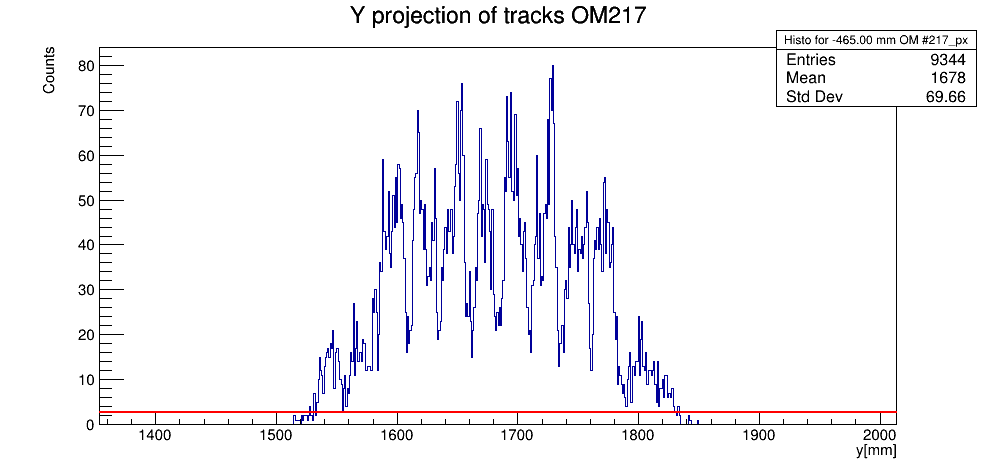 Y projection of tracks OM217
Histo for -465.00 mm OM #217_px
Entries 9344
Mean 1678
Std Dev 69.66
Counts
80
70
60
50
40
30
20
10
0
1400 1500 1600 1700 1800 1900 2000
y[mm]